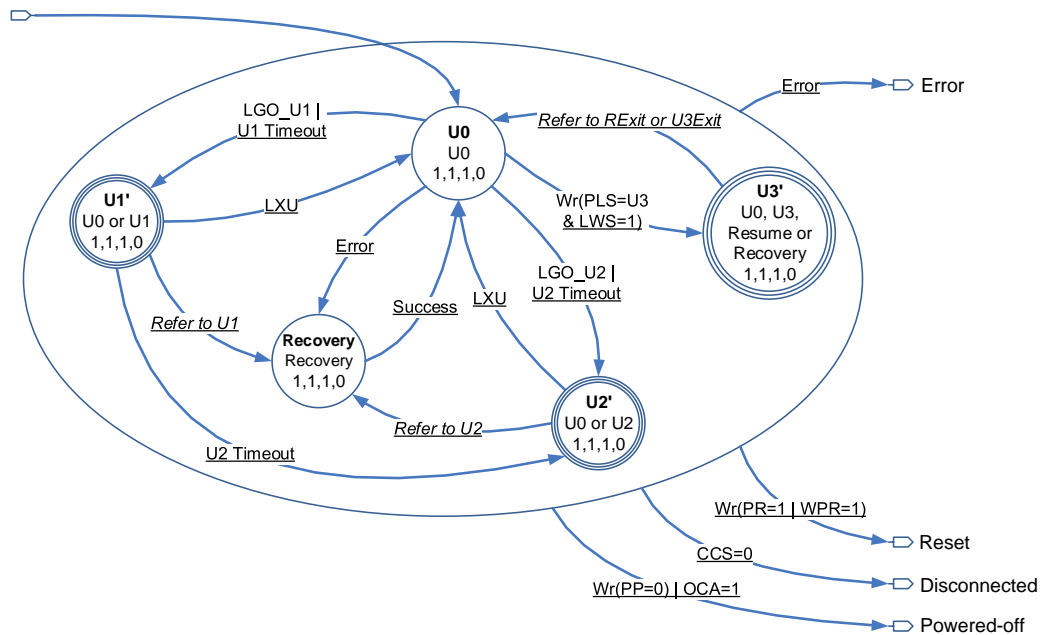 Error
Error
LGO_U1 |
U1 Timeout
Refer to RExit or U3Exit
U0
U0
1,1,1,0
U1'
U0 or U1
1,1,1,0
LXU
Wr(PLS=U3
& LWS=1)
U3'
U0, U3,
Resume or
Recovery
1,1,1,0
Error
LGO_U2 |
U2 Timeout
Success
LXU
Refer to U1
Recovery
Recovery
1,1,1,0
U2'
U0 or U2
1,1,1,0
Refer to U2
U2 Timeout
Wr(PR=1 | WPR=1)
Reset
CCS=0
Disconnected
Wr(PP=0) | OCA=1
Powered-off